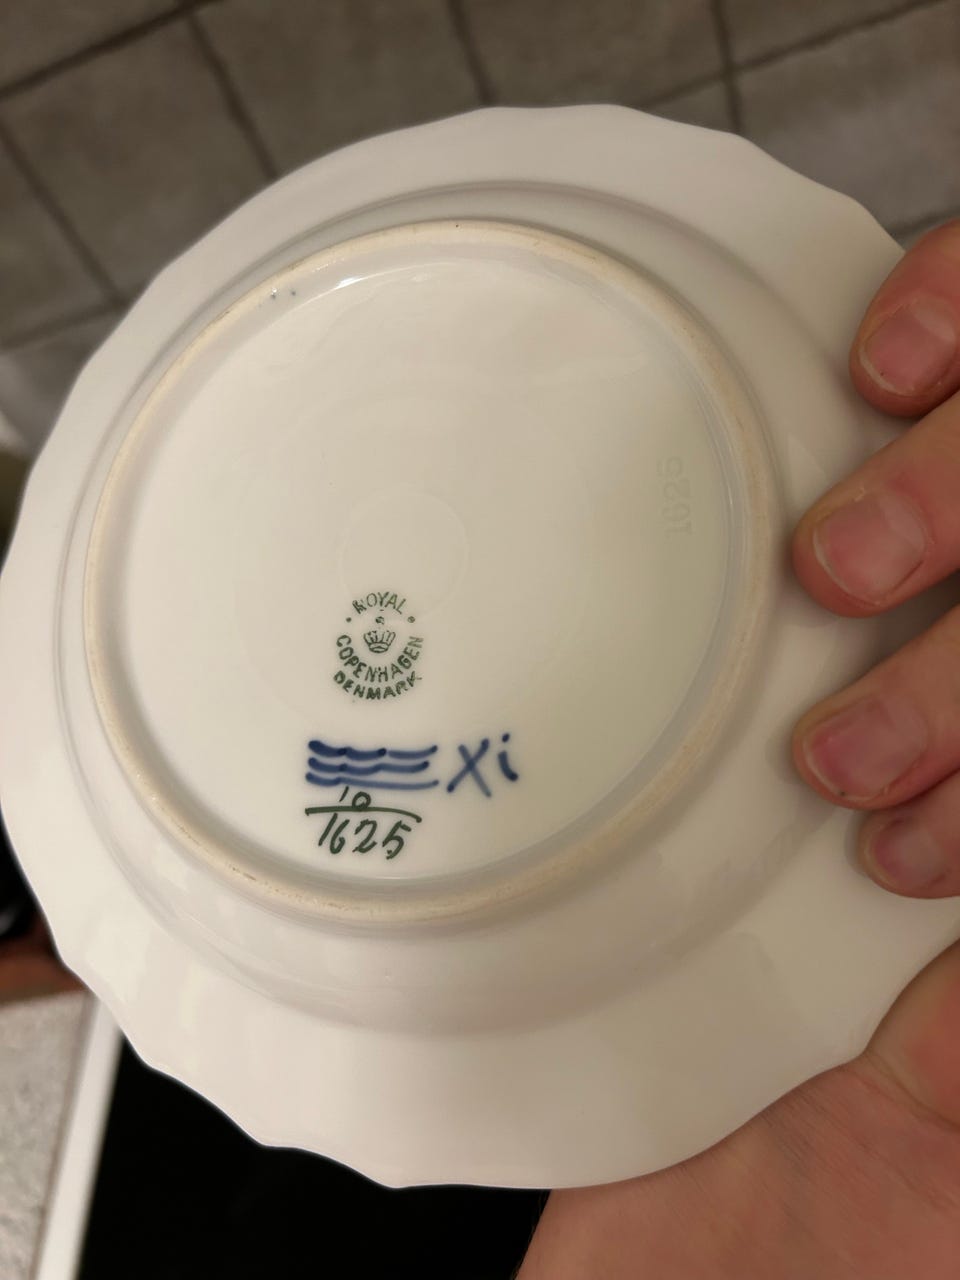 1625
ROYAL
COPENHAGEN
DENMARK
Xi
10
1625